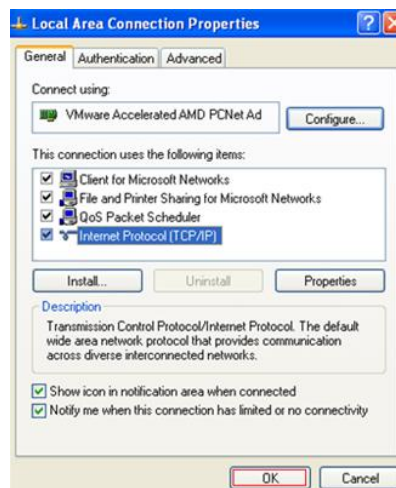 Local Area Connection Properties
General Authentication Advanced
Connect using:
VMware Accelerated AMD PCNet Ad
Configure...
This connection uses the following items:
Client for Microsoft Networks
File and Printer Sharing for Microsoft Networks
QoS Packet Scheduler
Internet Protocol (TCP/IP)
Install... Uninstall Properties
Description
Transmission Control Protocol/Internet Protocol. The default
wide area network protocol that provides communication
across diverse interconnected networks.
Show icon in notification area when connected
Notify me when this connection has limited or no connectivity
OK Cancel